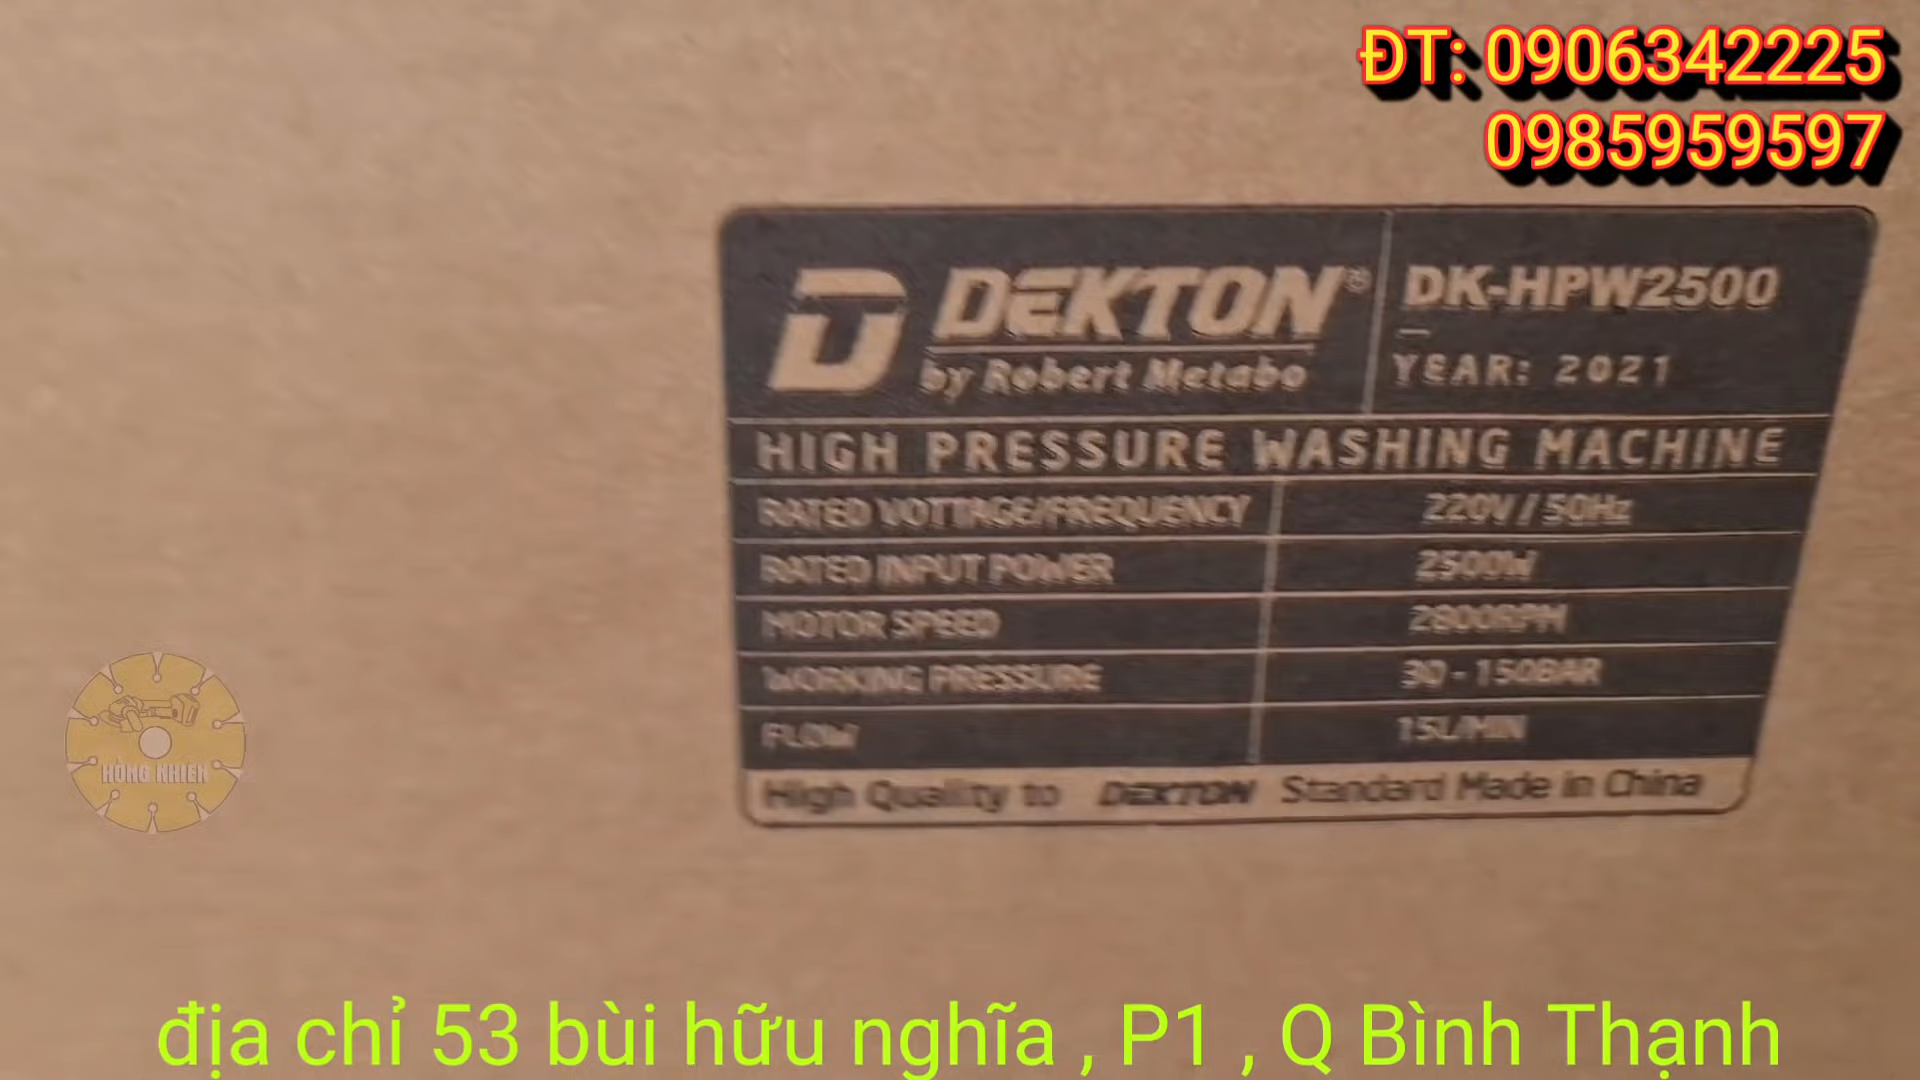 ĐT: 0906342225
0985959597
DEKTON®
by Robert Metabo
DK-HPW2500
YEAR: 2021
HIGH PRESSURE WASHING MACHINE
RATED VOTTAGE/FREQUENCY 220V / 50Hz
RATED INPUT POWER 2500W
MOTOR SPEED 2800RPM
WORKING PRESSURE 30 - 150BAR
FLOW 15L/MIN
High Quality to DEKTON Standard Made in China
HỒNG NHIÊN
địa chỉ 53 bùi hữu nghĩa , P1 , Q Bình Thạnh